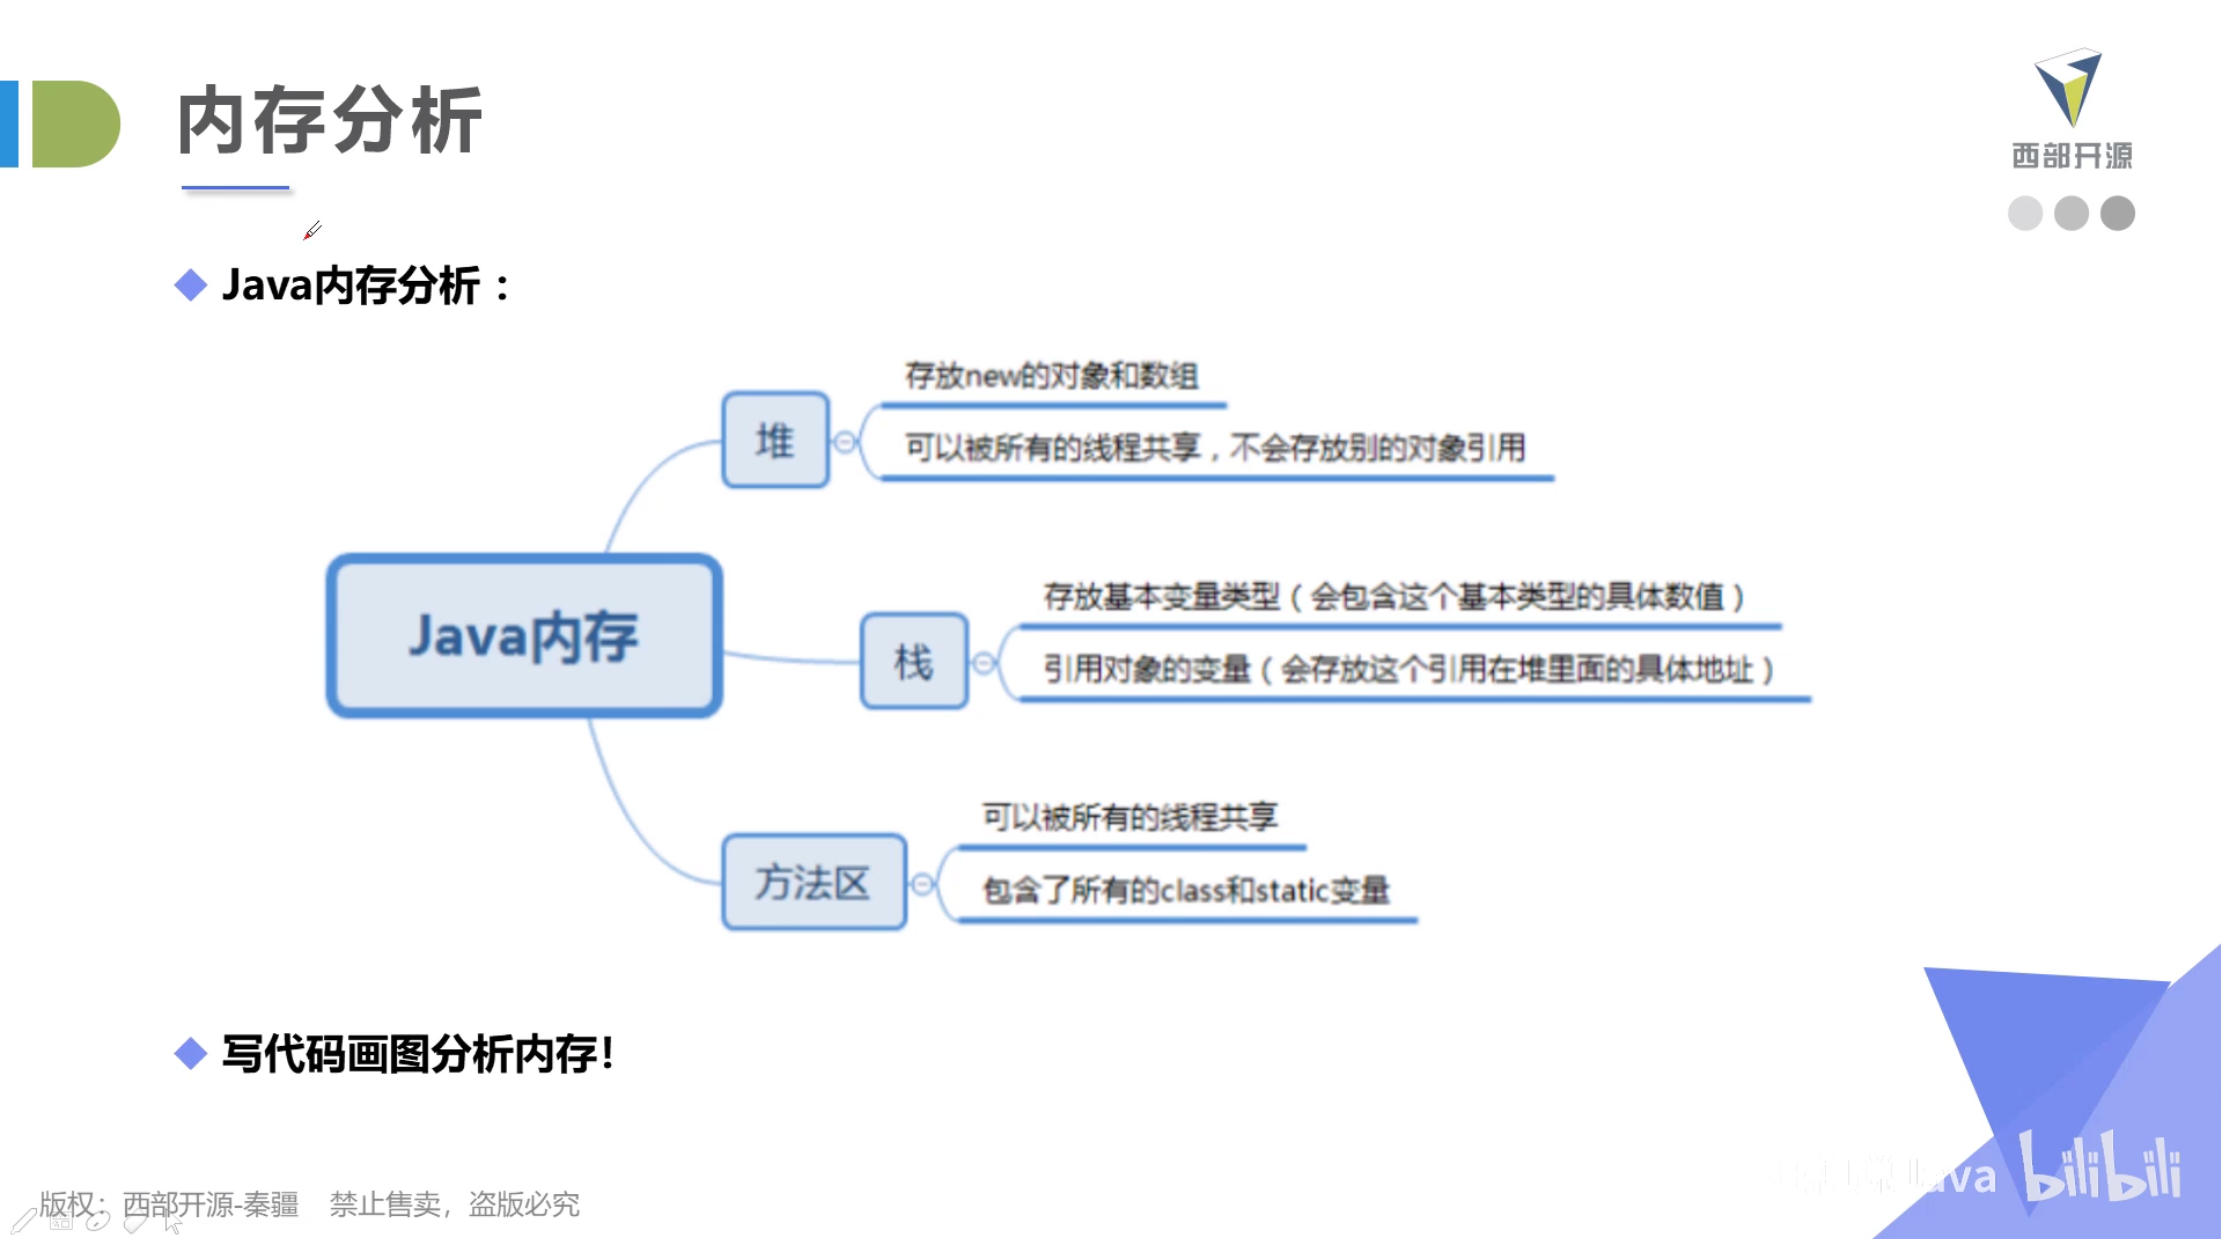 内存分析
西部开源
Java内存分析：
存放new的对象和数组
堆
可以被所有的线程共享，不会存放别的对象引用
存放基本变量类型（会包含这个基本类型的具体数值）
Java内存
栈
引用对象的变量（会存放这个引用在堆里面的具体地址）
可以被所有的线程共享
方法区
包含了所有的class和static变量
写代码画图分析内存！
Java bilibili
版权：西部开源-秦疆 禁止售卖，盗版必究